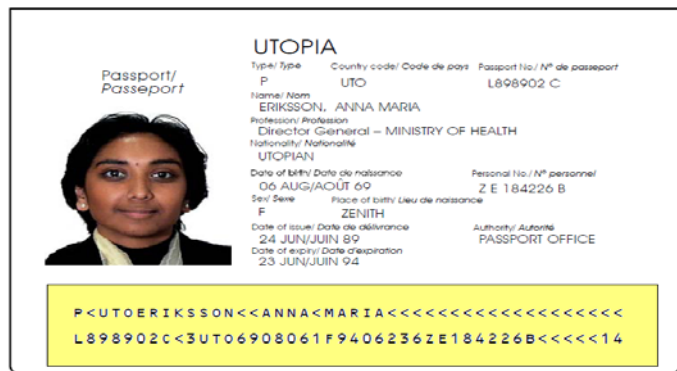 UTOPIA
Passport/
Passeport
Type/ Type Country code/ Code de pays Passport No./ Nº de passeport
P UTO L898902 C
Name/ Nom
ERIKSSON, ANNA MARIA
Profession/ Profession
Director General – MINISTRY OF HEALTH
Nationality/ Nationalité
UTOPIAN
Date of birth/ Date de naissance Personal No./ Nº personnel
06 AUG/AOÛT 69 Z E 184226 B
Sex/ Sexe Place of birth/ Lieu de naissance
F ZENITH
Date of issue/ Date de délivrance Authority/ Autorité
24 JUN/JUIN 89 PASSPORT OFFICE
Date of expiry/ Date d'expiration
23 JUN/JUIN 94
P<UTOERIKSSON<<ANNA<MARIA<<<<<<<<<<<<<<<<<<<
L898902C<3UTO6908061F9406236ZE184226B<<<<<14